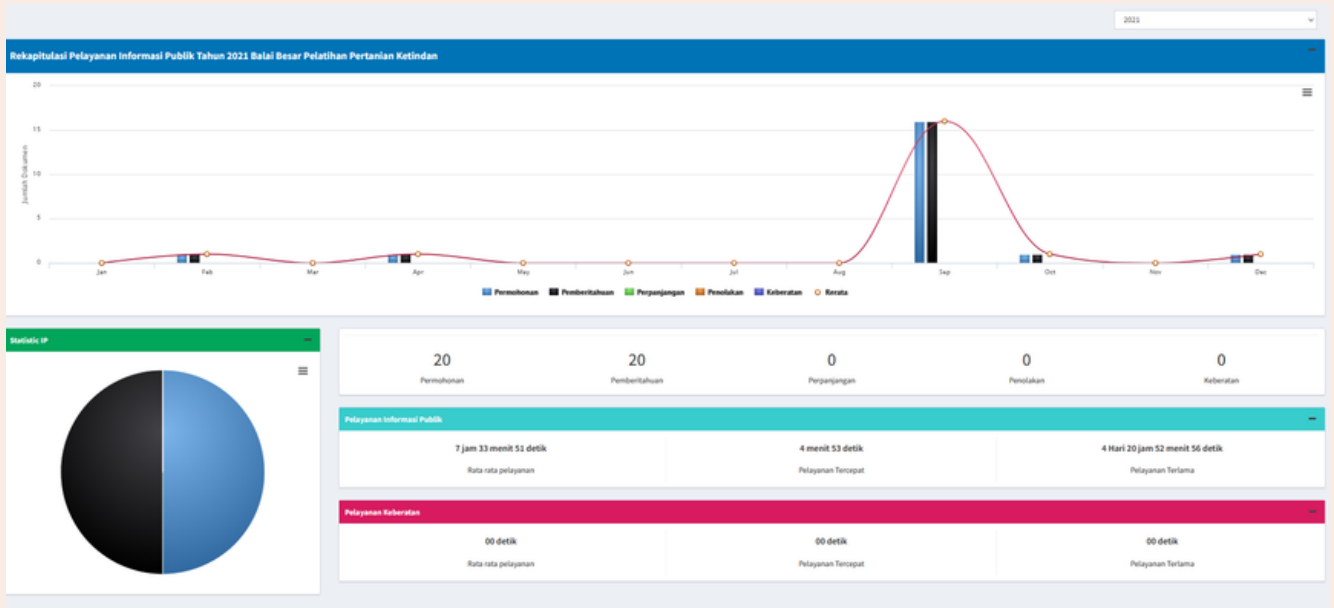 2021
Rekapitulasi Pelayanan Informasi Publik Tahun 2021 Balai Besar Pelatihan Pertanian Ketindan
20
15
10
5
0
Jumlah Dokumen
Jan Feb Mar Apr May Jun Jul Aug Sep Oct Nov Dec
Permohonan Pemberitahuan Perpanjangan Penolakan Keberatan Rerata
Statistic IP
20 20 0 0 0
Permohonan Pemberitahuan Perpanjangan Penolakan Keberatan
Pelayanan Informasi Publik
7 jam 33 menit 51 detik 4 menit 53 detik 4 Hari 20 jam 52 menit 56 detik
Rata rata pelayanan Pelayanan Tercepat Pelayanan Terlama
Pelayanan Keberatan
00 detik 00 detik 00 detik
Rata rata pelayanan Pelayanan Tercepat Pelayanan Terlama